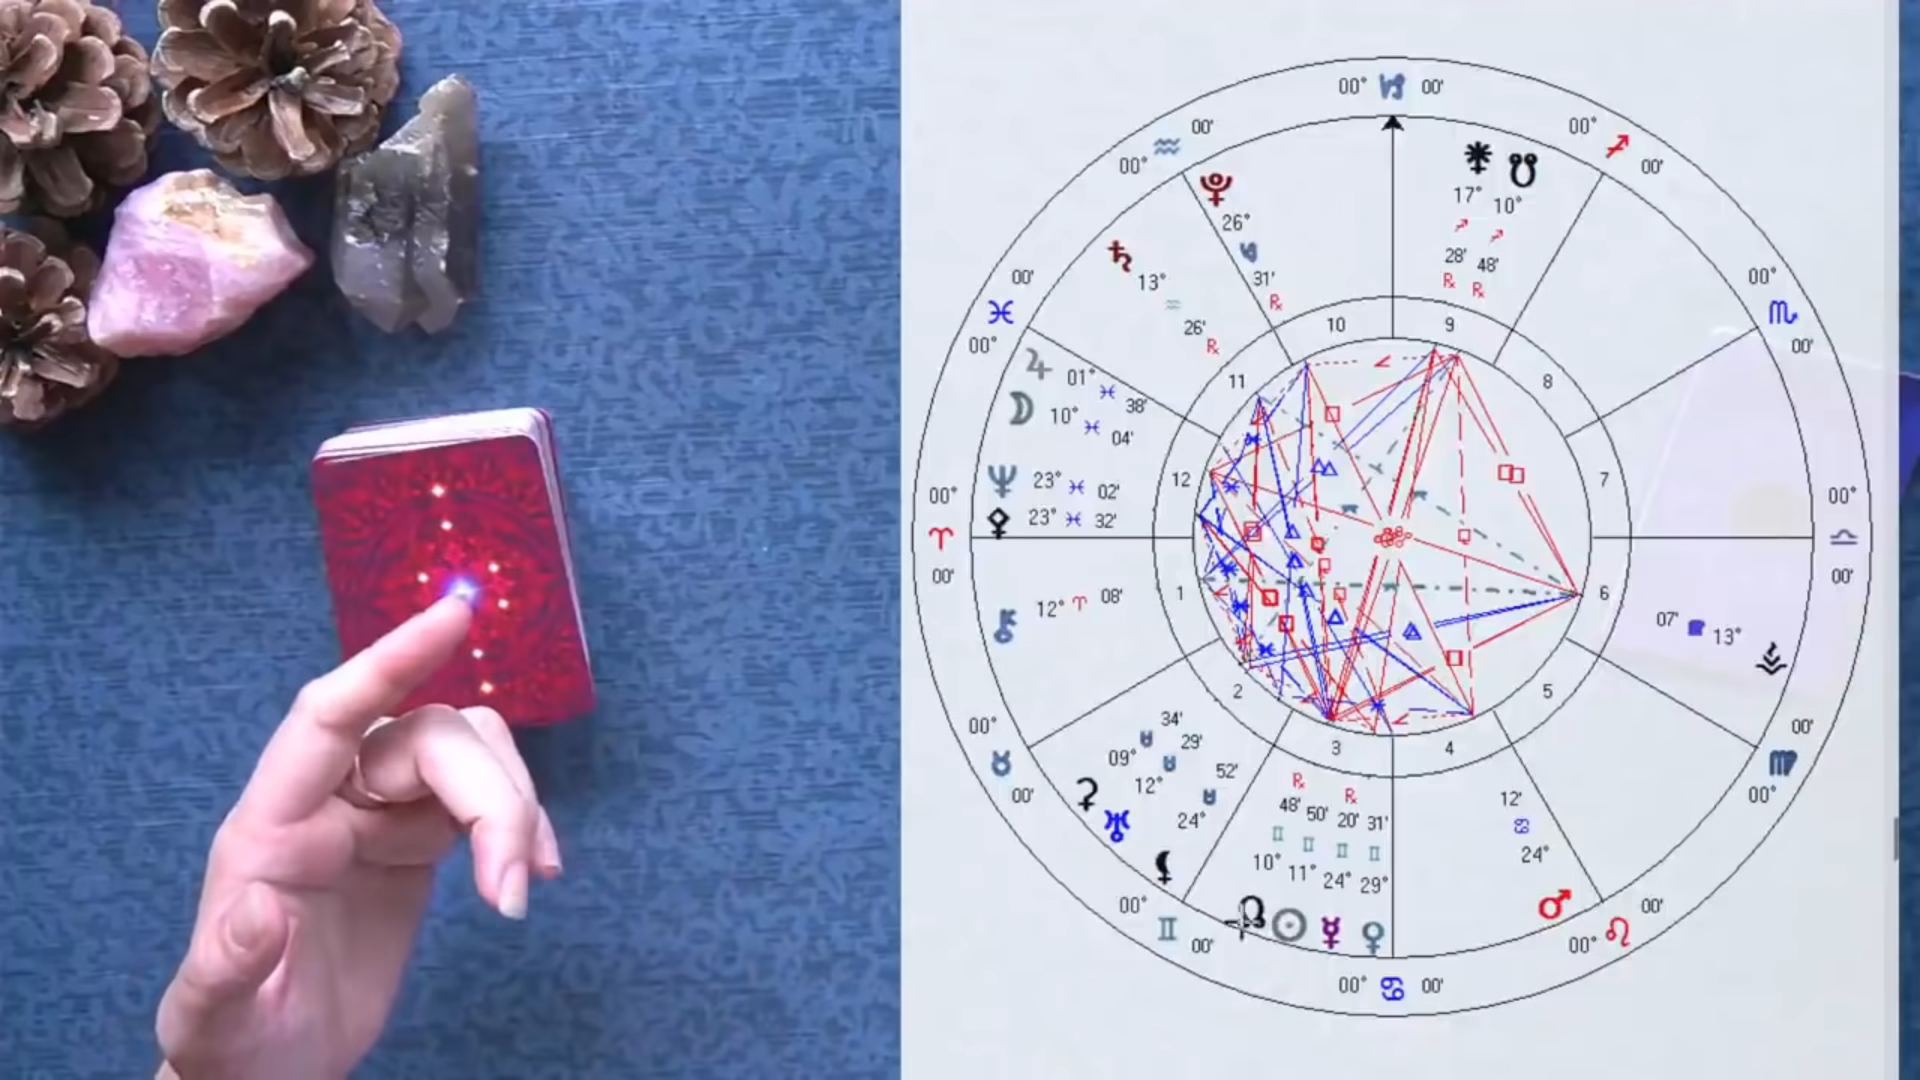 00° ♑ 00'
00° ♐ 00'
00° ♒ 00'
17° ♐ 28' ℞
10° ♐ 48' ℞
26° ♑ 31' ℞
13° ♒ 26' ℞
00° ♓ 00'
00° ♏ 00'
01° ♓ 38'
10° ♓ 04'
23° ♓ 02'
23° ♓ 32'
10
9
11
8
12
7
00° ♈ 00'
00° ♎ 00'
12° ♈ 08'
1
6
07' 13°
2
5
3
4
00° ♉ 00'
00° ♍ 00'
09° ♉ 34'
12° ♉ 29'
24° ♉ 52'
℞ 48' ♊ 10°
50' ♊ 11°
℞ 20' ♊ 24°
31' ♊ 29°
12' ♋ 24°
00° ♊ 00'
00° ♌ 00'
00° ♋ 00'